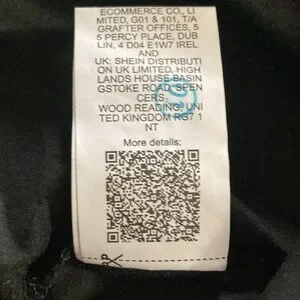 ECOMMERCE CO., LI
MITED, G01 & 101, T/A
GRAFTER OFFICES, 5
5 PERCY PLACE, DUB
LIN, 4 D04 E1W7 IREL
AND
UK: SHEIN DISTRIBUTI
ON UK LIMITED, HIGH
LANDS HOUSE BASIN
GSTOKE ROAD, SPEN
CERS
WOOD READING, UNI
TED KINGDOM RG7 1
NT
More details: